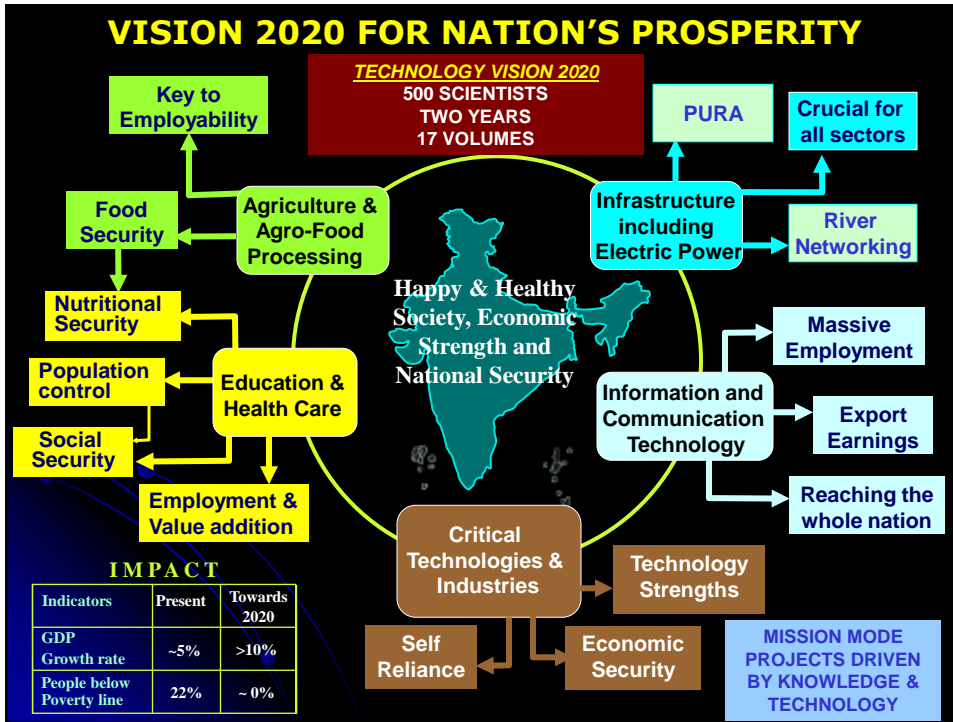 VISION 2020 FOR NATION'S PROSPERITY
TECHNOLOGY VISION 2020
500 SCIENTISTS
TWO YEARS
17 VOLUMES
Key to
Employability
PURA
Crucial for
all sectors
Agriculture &
Agro-Food
Processing
Infrastructure
including
Electric Power
Food
Security
River
Networking
Happy & Healthy
Society, Economic
Strength and
National Security
Nutritional
Security
Population
control
Social
Security
Education &
Health Care
Employment &
Value addition
Information and
Communication
Technology
Massive
Employment
Export
Earnings
Reaching the
whole nation
Critical
Technologies &
Industries
Technology
Strengths
Self
Reliance
Economic
Security
IMPACT
Indicators Present Towards
2020
GDP
Growth rate ~5% >10%
People below
Poverty line 22% ~ 0%
MISSION MODE
PROJECTS DRIVEN
BY KNOWLEDGE &
TECHNOLOGY